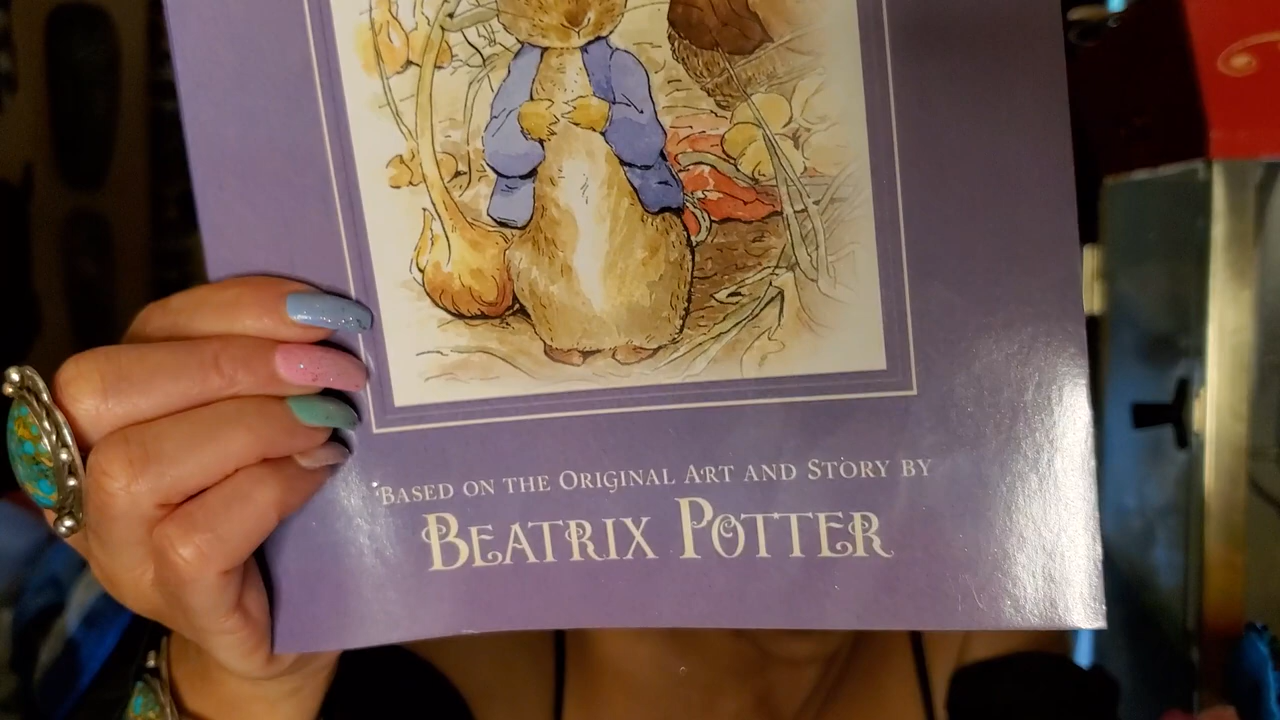 Based on the Original Art and Story by
Beatrix Potter